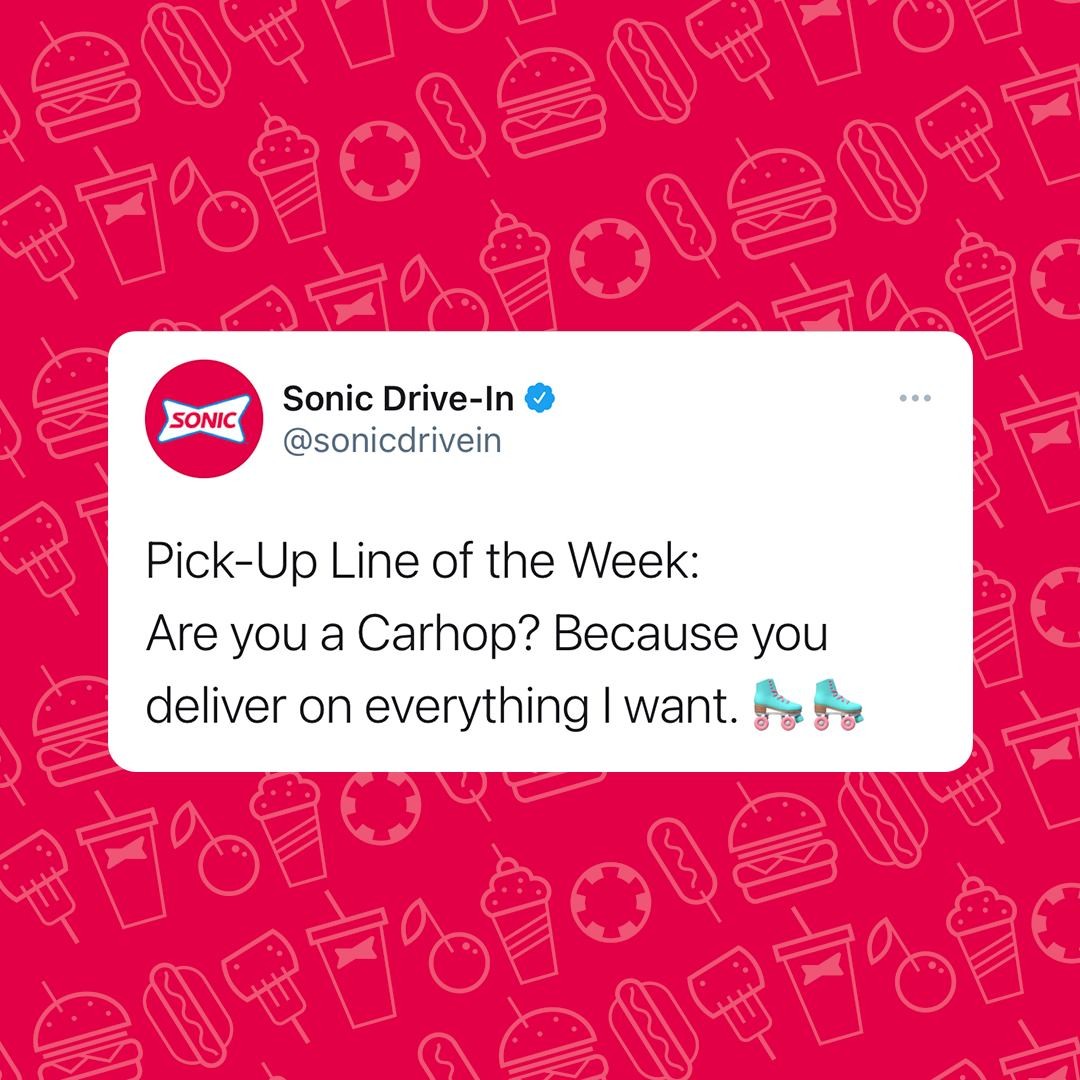 SONIC
Sonic Drive-In
@sonicdrivein
Pick-Up Line of the Week:
Are you a Carhop? Because you
deliver on everything I want. 🛼🛼